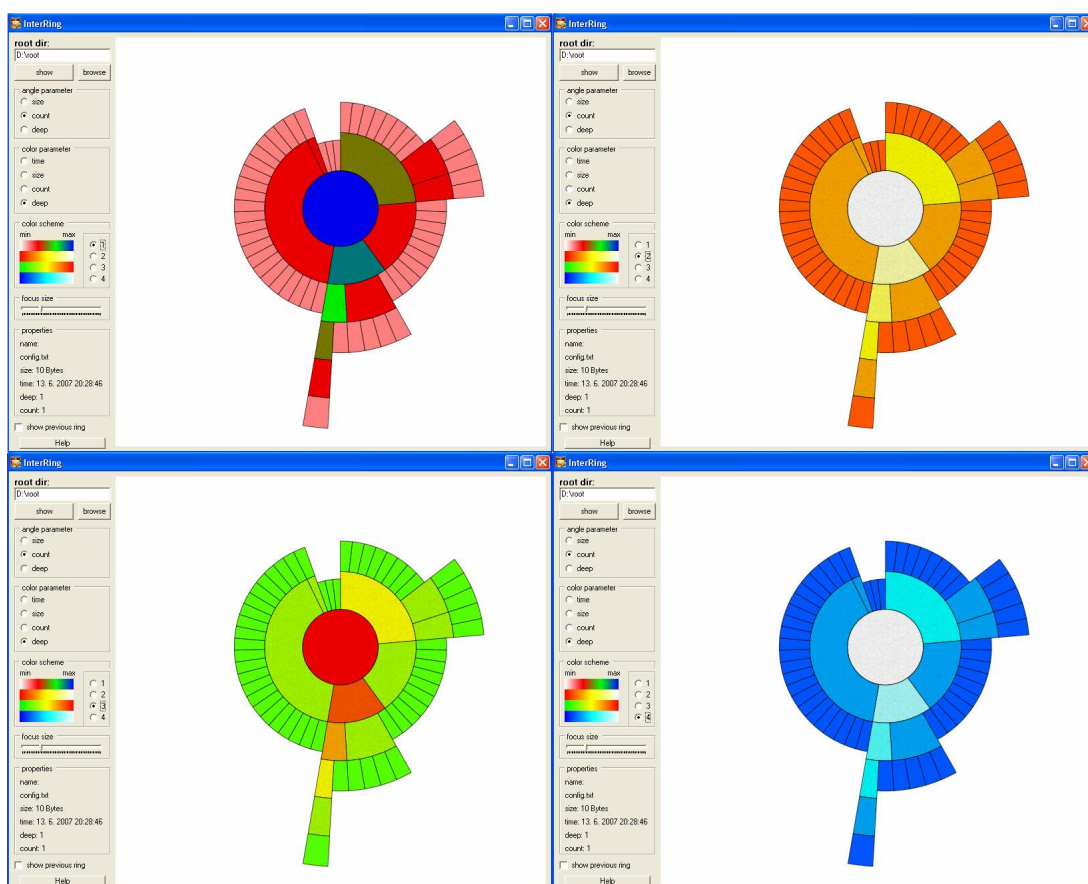 InterRing
root dir:
D:\root
show browse
angle parameter
size
count
deep
color parameter
time
size
count
deep
color scheme
min max
1
2
3
4
focus size
properties
name:
config.txt
size: 10 Bytes
time: 13. 6. 2007 20:28:46
deep: 1
count: 1
show previous ring
Help
InterRing
root dir:
D:\root
show browse
angle parameter
size
count
deep
color parameter
time
size
count
deep
color scheme
min max
1
2
3
4
focus size
properties
name:
config.txt
size: 10 Bytes
time: 13. 6. 2007 20:28:46
deep: 1
count: 1
show previous ring
Help
InterRing
root dir:
D:\root
show browse
angle parameter
size
count
deep
color parameter
time
size
count
deep
color scheme
min max
1
2
3
4
focus size
properties
name:
config.txt
size: 10 Bytes
time: 13. 6. 2007 20:28:46
deep: 1
count: 1
show previous ring
Help
InterRing
root dir:
D:\root
show browse
angle parameter
size
count
deep
color parameter
time
size
count
deep
color scheme
min max
1
2
3
4
focus size
properties
name:
config.txt
size: 10 Bytes
time: 13. 6. 2007 20:28:46
deep: 1
count: 1
show previous ring
Help